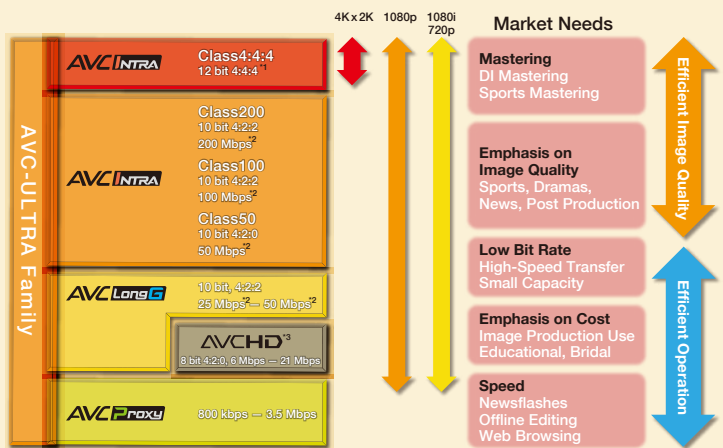 4K x 2K 1080p 1080i
720p
Market Needs
AVC-ULTRA Family
AVC INTRA
Class4:4:4
12 bit 4:4:4*1
AVC INTRA
Class200
10 bit 4:2:2
200 Mbps*2
Class100
10 bit 4:2:2
100 Mbps*2
Class50
10 bit 4:2:0
50 Mbps*2
AVC LongG
10 bit, 4:2:2
25 Mbps*2 — 50 Mbps*2
AVCHD*3
8 bit 4:2:0, 6 Mbps — 21 Mbps
AVC Proxy
800 kbps — 3.5 Mbps
Mastering
DI Mastering
Sports Mastering
Emphasis on
Image Quality
Sports, Dramas,
News, Post Production
Low Bit Rate
High-Speed Transfer
Small Capacity
Emphasis on Cost
Image Production Use
Educational, Bridal
Speed
Newsflashes
Offline Editing
Web Browsing
Efficient Image Quality
Efficient Operation